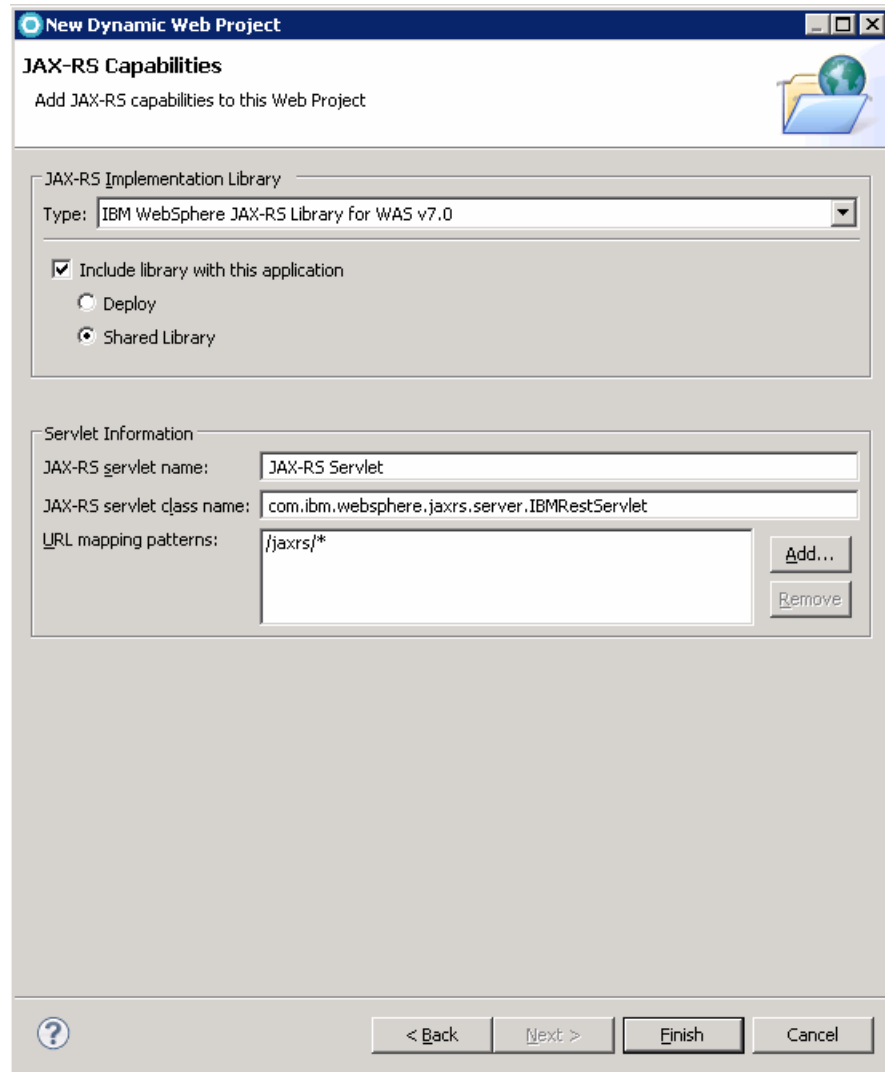 New Dynamic Web Project
JAX-RS Capabilities
Add JAX-RS capabilities to this Web Project
JAX-RS Implementation Library
Type: IBM WebSphere JAX-RS Library for WAS v7.0
Include library with this application
Deploy
Shared Library
Servlet Information
JAX-RS servlet name: JAX-RS Servlet
JAX-RS servlet class name: com.ibm.websphere.jaxrs.server.IBMRestServlet
URL mapping patterns: /jaxrs/*
Add...
Remove
? < Back Next > Finish Cancel